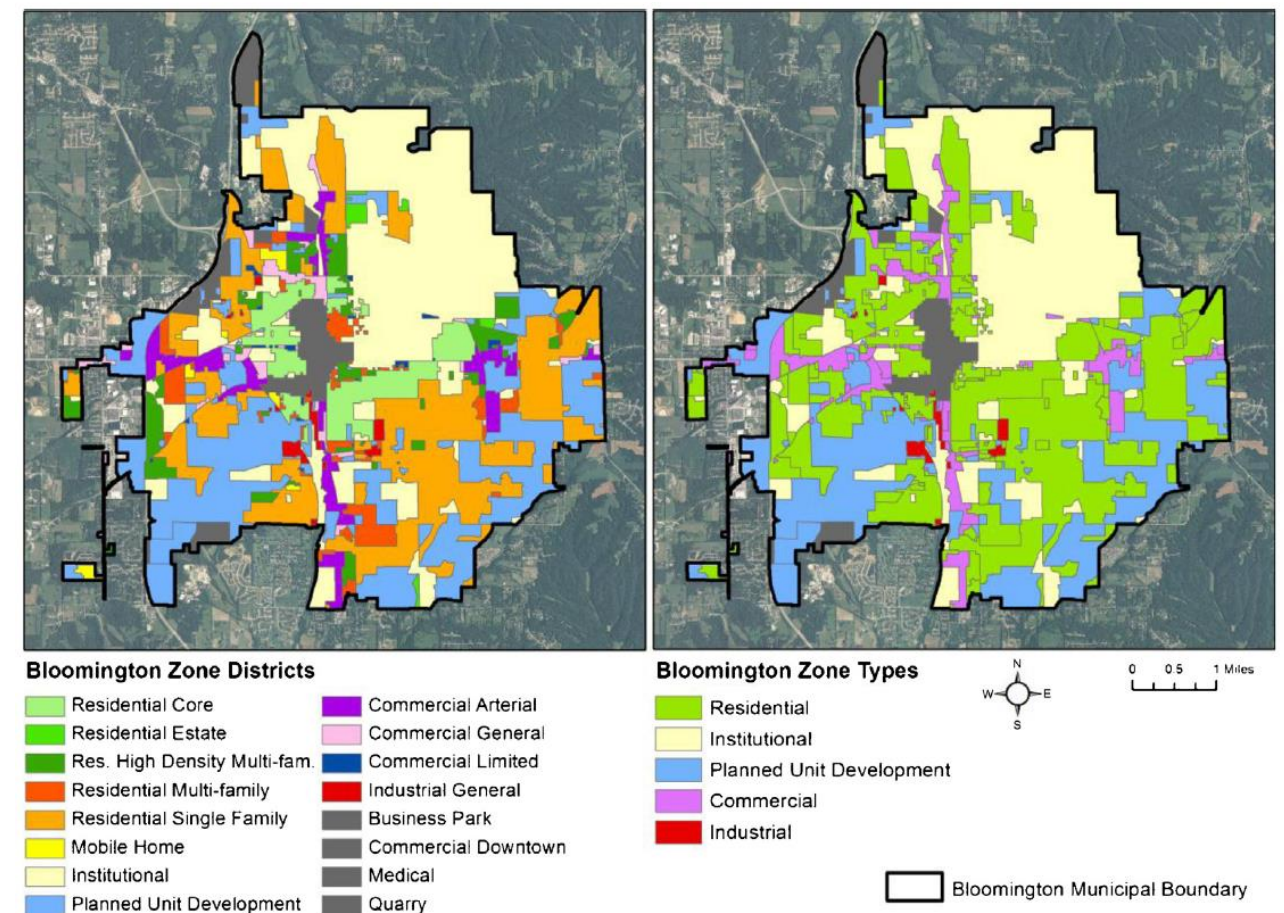 Bloomington Zone Districts
Residential Core
Residential Estate
Res. High Density Multi-fam.
Residential Multi-family
Residential Single Family
Mobile Home
Institutional
Planned Unit Development
Commercial Arterial
Commercial General
Commercial Limited
Industrial General
Business Park
Commercial Downtown
Medical
Quarry
Bloomington Zone Types
Residential
Institutional
Planned Unit Development
Commercial
Industrial
N
W E
S
0 0.5 1 Miles
Bloomington Municipal Boundary